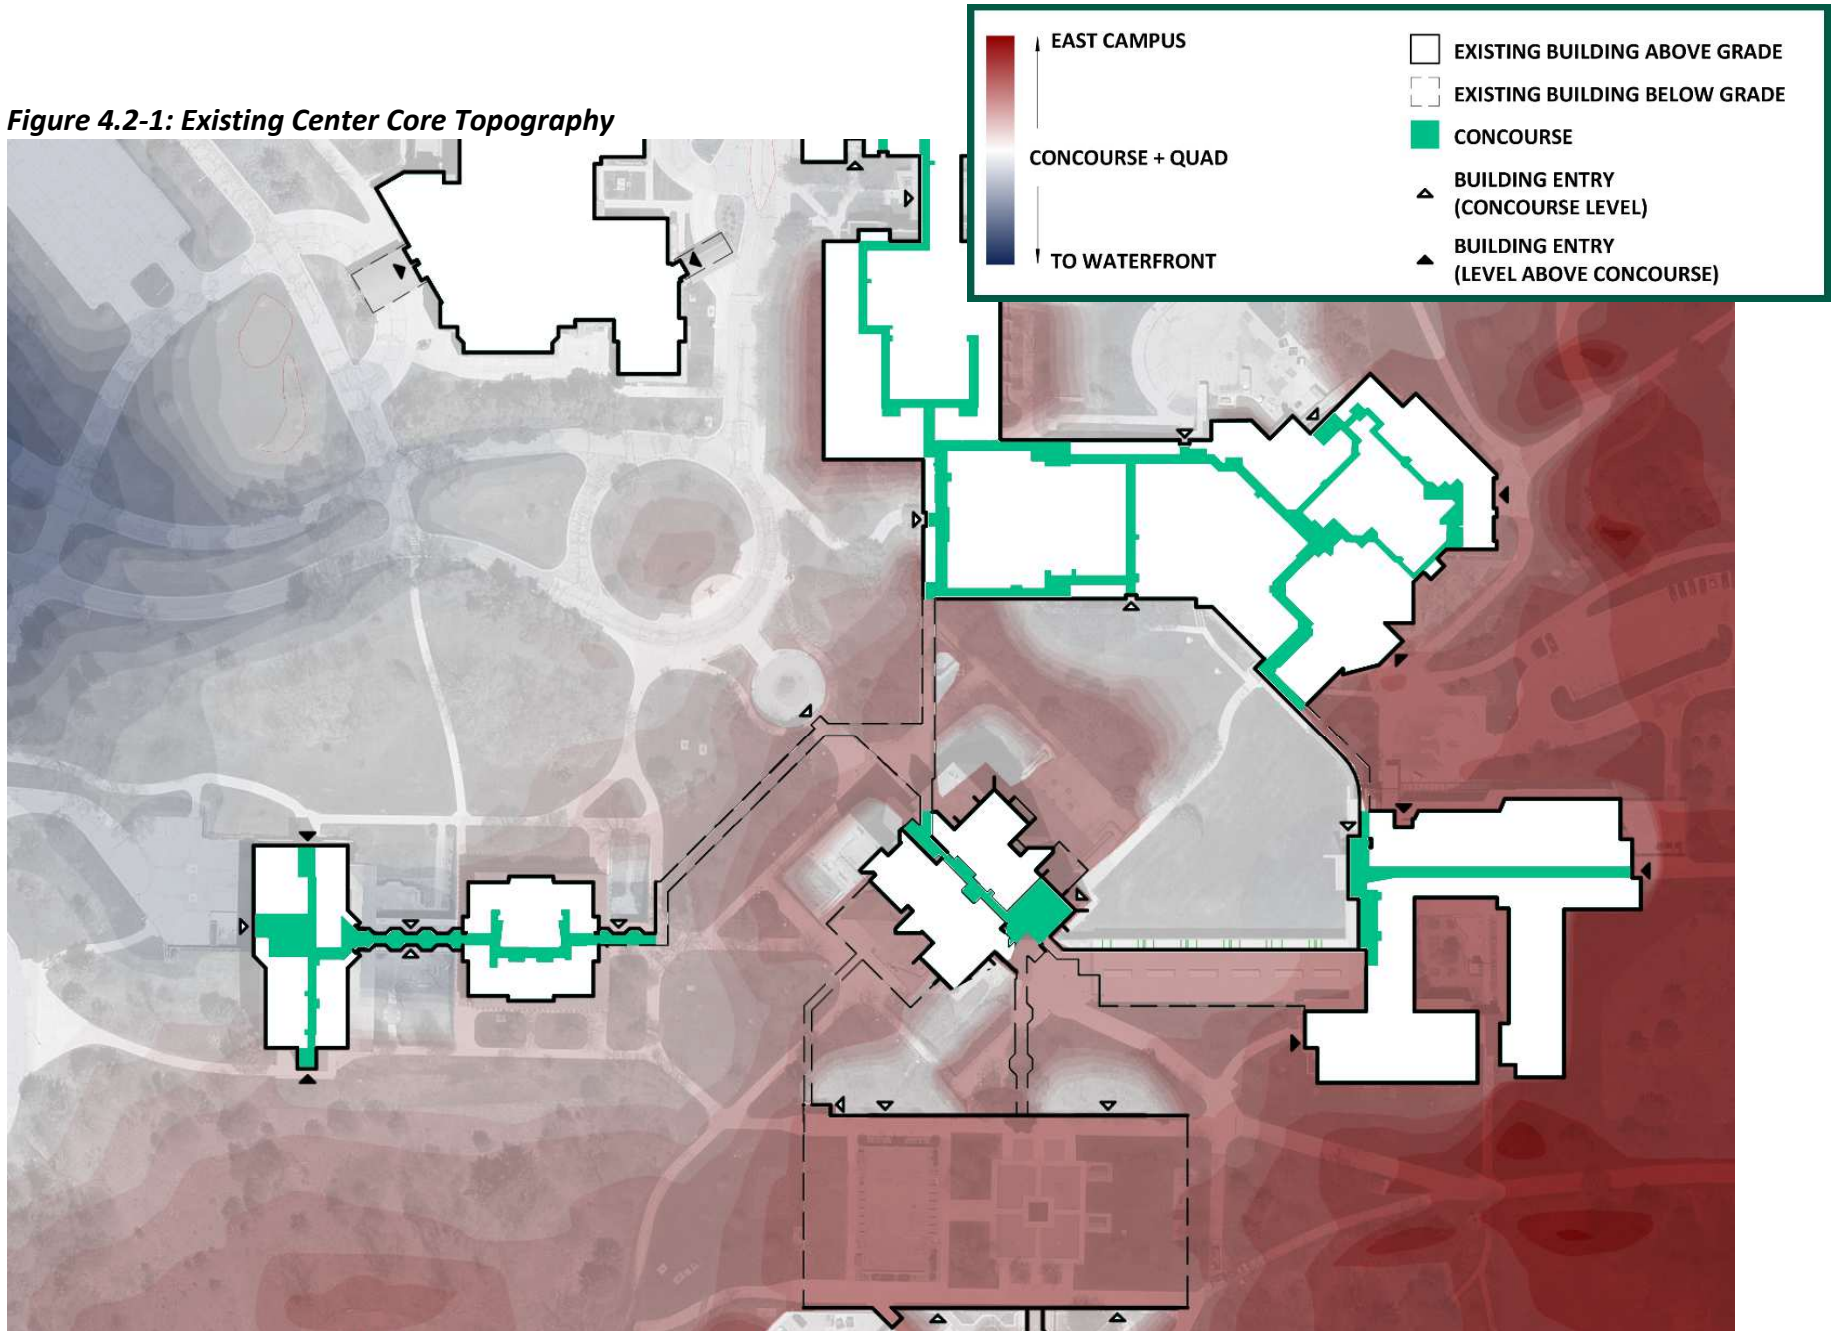 Figure 4.2-1: Existing Center Core Topography
EAST CAMPUS
CONCOURSE + QUAD
TO WATERFRONT
EXISTING BUILDING ABOVE GRADE
EXISTING BUILDING BELOW GRADE
CONCOURSE
BUILDING ENTRY
(CONCOURSE LEVEL)
BUILDING ENTRY
(LEVEL ABOVE CONCOURSE)